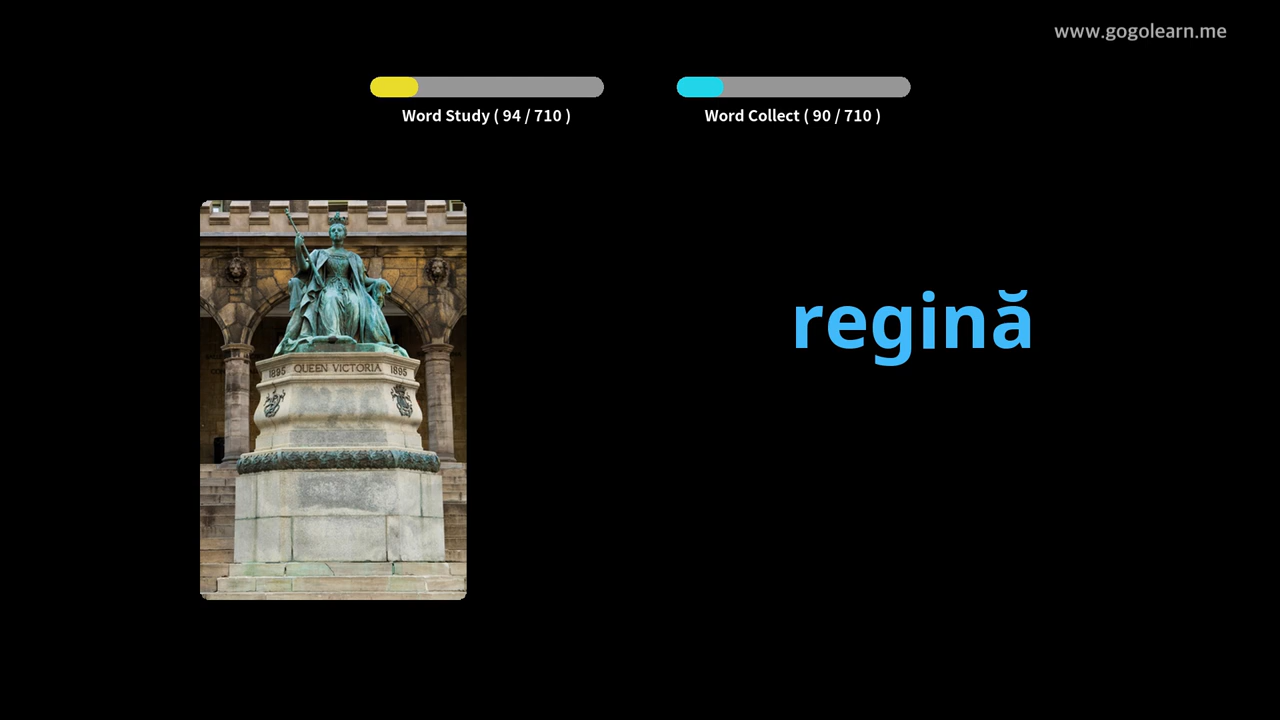 www.gogolearn.me
Word Study ( 94 / 710 )
Word Collect ( 90 / 710 )
1895 QUEEN VICTORIA 1895
regină